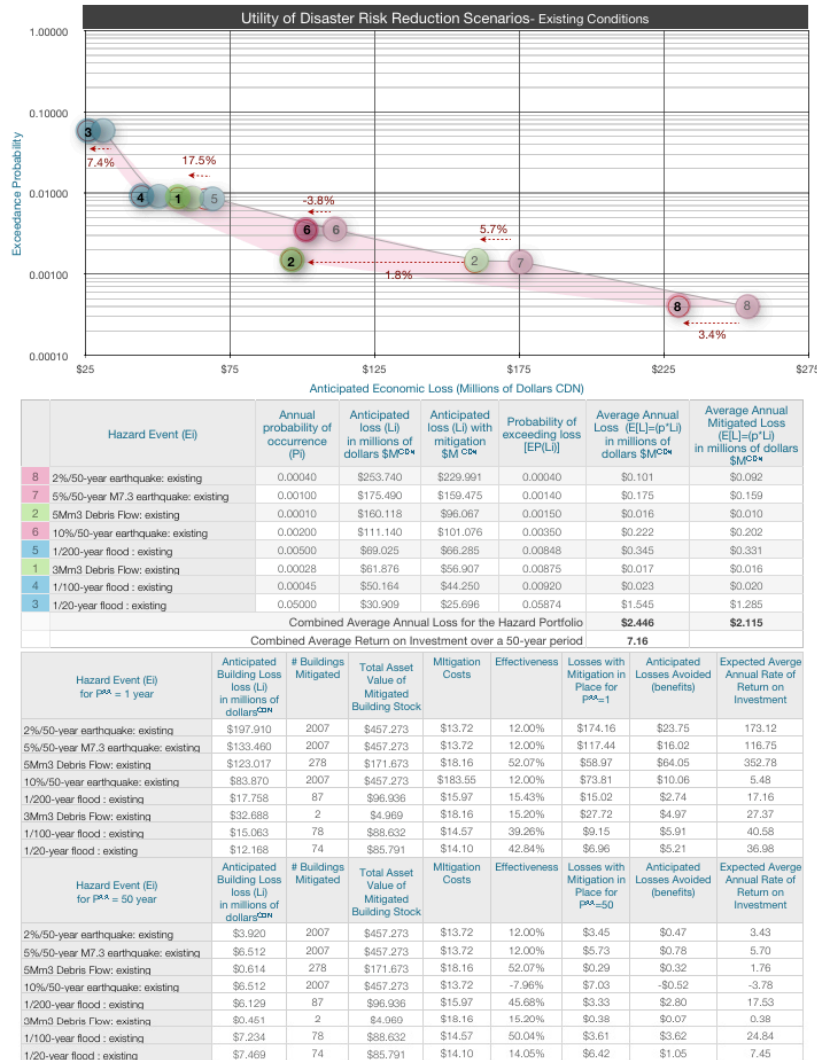 Utility of Disaster Risk Reduction Scenarios- Existing Conditions
1.00000
0.10000
0.01000
0.00100
0.00010
Exceedance Probability
3
7.4%
17.5%
4
1
5
-3.8%
6
6
5.7%
2
2
7
1.8%
8
8
3.4%
$25
$75
$125
$175
$225
$275
Anticipated Economic Loss (Millions of Dollars CDN)
Hazard Event (Ei)
Annual probability of occurrence (Pi)
Anticipated loss (Li) in millions of dollars $MCDN
Anticipated loss (Li) with mitigation $M CDN
Probability of exceeding loss [EP(Li)]
Average Annual Loss (E[L]=(p*Li) in millions of dollars $MCDN
Average Annual Mitigated Loss (E[L]=(p*Li) in millions of dollars $MCDN
8 2%/50-year earthquake: existing 0.00040 $253.740 $229.991 0.00040 $0.101 $0.092
7 5%/50-year M7.3 earthquake: existing 0.00100 $175.490 $159.475 0.00140 $0.175 $0.159
2 5Mm3 Debris Flow: existing 0.00010 $160.118 $96.067 0.00150 $0.016 $0.010
6 10%/50-year earthquake: existing 0.00200 $111.140 $101.076 0.00350 $0.222 $0.202
5 1/200-year flood : existing 0.00500 $69.025 $66.285 0.00848 $0.345 $0.331
1 3Mm3 Debris Flow: existing 0.00028 $61.876 $56.907 0.00875 $0.017 $0.016
4 1/100-year flood : existing 0.00045 $50.164 $44.250 0.00920 $0.023 $0.020
3 1/20-year flood : existing 0.05000 $30.909 $25.696 0.05874 $1.545 $1.285
Combined Average Annual Loss for the Hazard Portfolio $2.446 $2.115
Combined Average Return on Investment over a 50-year period 7.16
Hazard Event (Ei) for PAA = 1 year
Anticipated Building Loss loss (Li) in millions of dollarsCDN
# Buildings Mitigated
Total Asset Value of Mitigated Building Stock
MItigation Costs
Effectiveness
Losses with Mitigation in Place for PAA=1
Anticipated Losses Avoided (benefits)
Expected Averge Annual Rate of Return on Investment
2%/50-year earthquake: existing $197.910 2007 $457.273 $13.72 12.00% $174.16 $23.75 173.12
5%/50-year M7.3 earthquake: existing $133.460 2007 $457.273 $13.72 12.00% $117.44 $16.02 116.75
5Mm3 Debris Flow: existing $123.017 278 $171.673 $18.16 52.07% $58.97 $64.05 352.78
10%/50-year earthquake: existing $83.870 2007 $457.273 $183.55 12.00% $73.81 $10.06 5.48
1/200-year flood : existing $17.758 87 $96.936 $15.97 15.43% $15.02 $2.74 17.16
3Mm3 Debris Flow: existing $32.688 2 $4.969 $18.16 15.20% $27.72 $4.97 27.37
1/100-year flood : existing $15.063 78 $88.632 $14.57 39.26% $9.15 $5.91 40.58
1/20-year flood : existing $12.168 74 $85.791 $14.10 42.84% $6.96 $5.21 36.98
Hazard Event (Ei) for PAA = 50 year
Anticipated Building Loss loss (Li) in millions of dollarsCDN
# Buildings Mitigated
Total Asset Value of Mitigated Building Stock
MItigation Costs
Effectiveness
Losses with Mitigation in Place for PAA=50
Anticipated Losses Avoided (benefits)
Expected Averge Annual Rate of Return on Investment
2%/50-year earthquake: existing $3.920 2007 $457.273 $13.72 12.00% $3.45 $0.47 3.43
5%/50-year M7.3 earthquake: existing $6.512 2007 $457.273 $13.72 12.00% $5.73 $0.78 5.70
5Mm3 Debris Flow: existing $0.614 278 $171.673 $18.16 52.07% $0.29 $0.32 1.76
10%/50-year earthquake: existing $6.512 2007 $457.273 $13.72 -7.96% $7.03 -$0.52 -3.78
1/200-year flood : existing $6.129 87 $96.936 $15.97 45.68% $3.33 $2.80 17.53
3Mm3 Debris Flow: existing $0.451 2 $4.969 $18.16 15.20% $0.38 $0.07 0.38
1/100-year flood : existing $7.234 78 $88.632 $14.57 50.04% $3.61 $3.62 24.84
1/20-year flood : existing $7.469 74 $85.791 $14.10 14.05% $6.42 $1.05 7.45